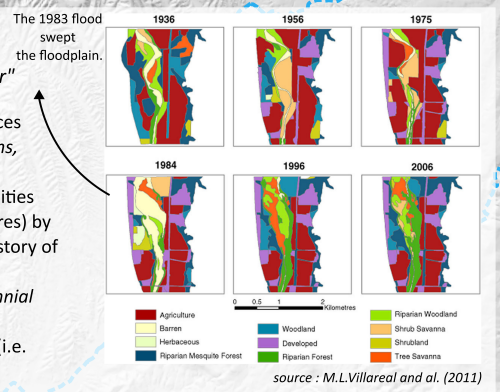 The 1983 flood
swept
the floodplain.
r"
ces
ns,
ities
res) by
story of
nnial
i.e.
1936
1956
1975
1984
1996
2006
0 0.5 1 2
Kilometres
Agriculture
Barren
Herbaceous
Riparian Mesquite Forest
Woodland
Developed
Riparian Forest
Riparian Woodland
Shrub Savanna
Shrubland
Tree Savanna
source : M.L.Villareal and al. (2011)